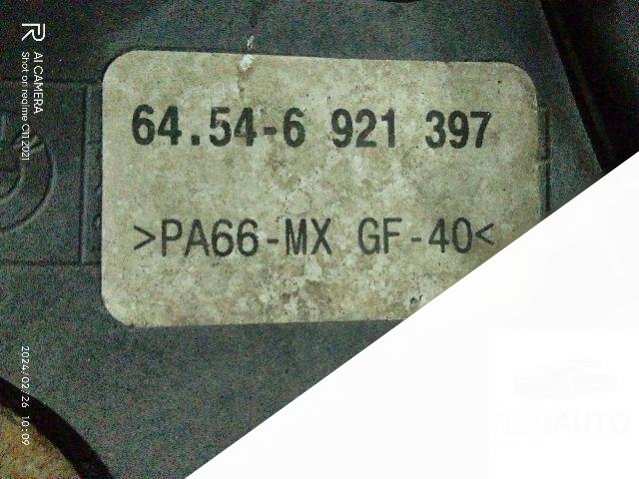 64.54-6 921 397
>PA66-MX GF-40<
AI CAMERA
Shot on realme C11 2021
2024/02/26 10:09
TEDAUTO